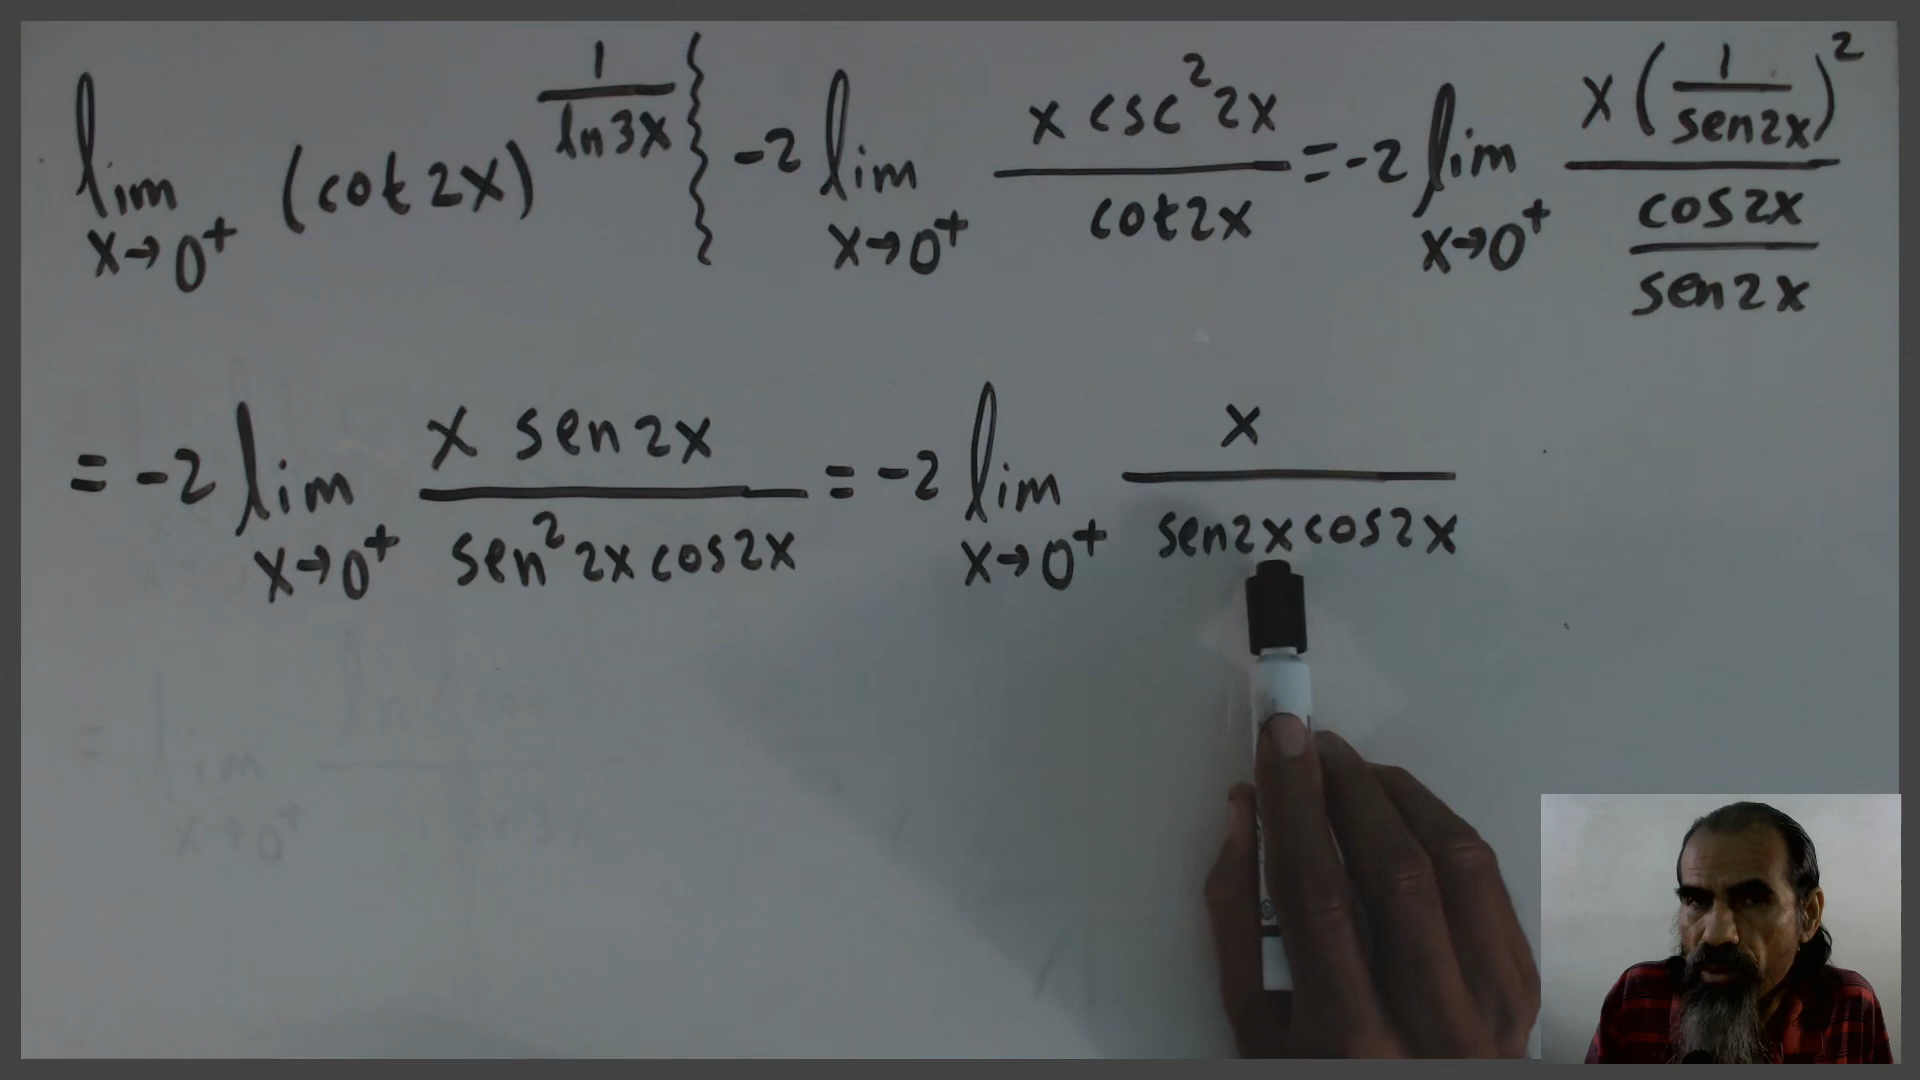 lim x→0⁺ (cot 2x)^(1/ln3x) } -2 lim x→0⁺ (x csc² 2x)/(cot 2x) = -2 lim x→0⁺ (x (1/sen2x)²)/(cos2x/sen2x)
= -2 lim x→0⁺ (x sen2x)/(sen² 2x cos2x) = -2 lim x→0⁺ x/(sen2x cos2x)